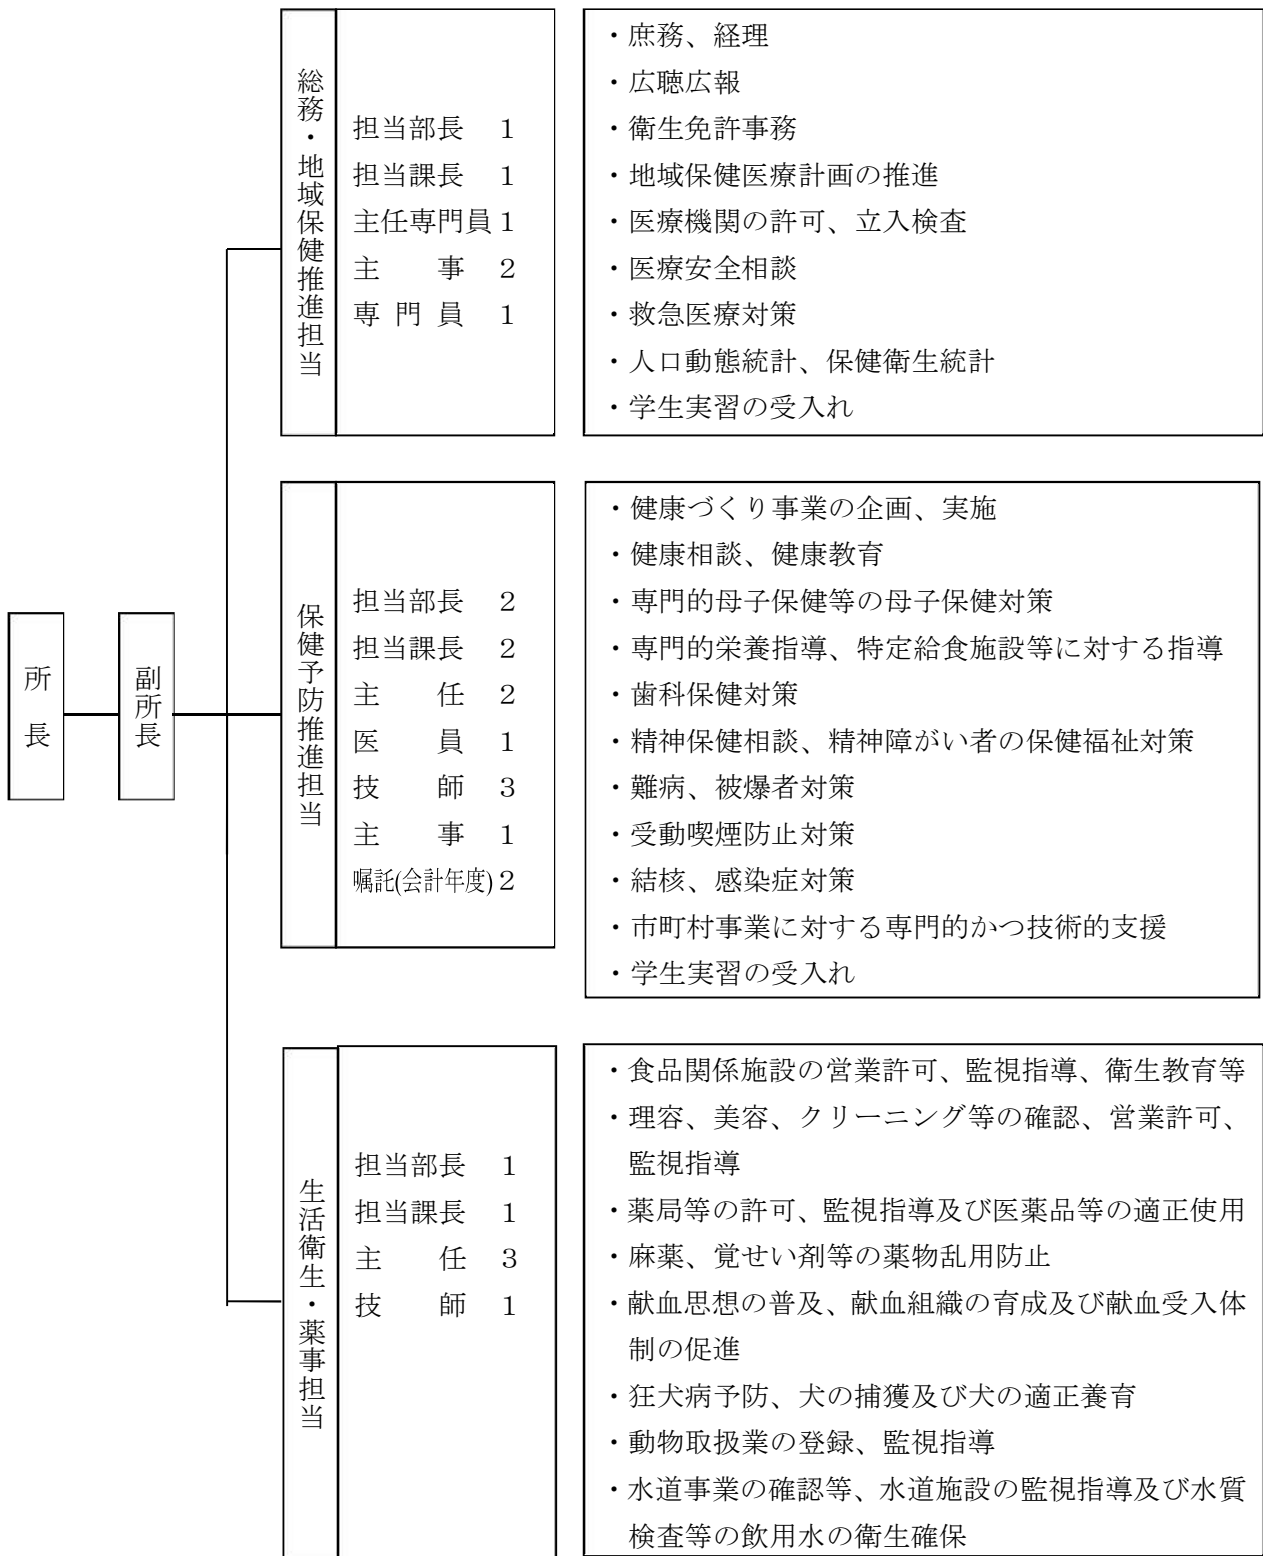 所長
副所長
総務・地域保健推進担当
担当部長 1
担当課長 1
主任専門員 1
主事 2
専門員 1
・庶務、経理
・広聴広報
・衛生免許事務
・地域保健医療計画の推進
・医療機関の許可、立入検査
・医療安全相談
・救急医療対策
・人口動態統計、保健衛生統計
・学生実習の受入れ
保健予防推進担当
担当部長 2
担当課長 2
主任 2
医員 1
技師 3
主事 1
嘱託(会計年度) 2
・健康づくり事業の企画、実施
・健康相談、健康教育
・専門的母子保健等の母子保健対策
・専門的栄養指導、特定給食施設等に対する指導
・歯科保健対策
・精神保健相談、精神障がい者の保健福祉対策
・難病、被爆者対策
・受動喫煙防止対策
・結核、感染症対策
・市町村事業に対する専門的かつ技術的支援
・学生実習の受入れ
生活衛生・薬事担当
担当部長 1
担当課長 1
主任 3
技師 1
・食品関係施設の営業許可、監視指導、衛生教育等
・理容、美容、クリーニング等の確認、営業許可、
監視指導
・薬局等の許可、監視指導及び医薬品等の適正使用
・麻薬、覚せい剤等の薬物乱用防止
・献血思想の普及、献血組織の育成及び献血受入体
制の促進
・狂犬病予防、犬の捕獲及び犬の適正養育
・動物取扱業の登録、監視指導
・水道事業の確認等、水道施設の監視指導及び水質
検査等の飲用水の衛生確保